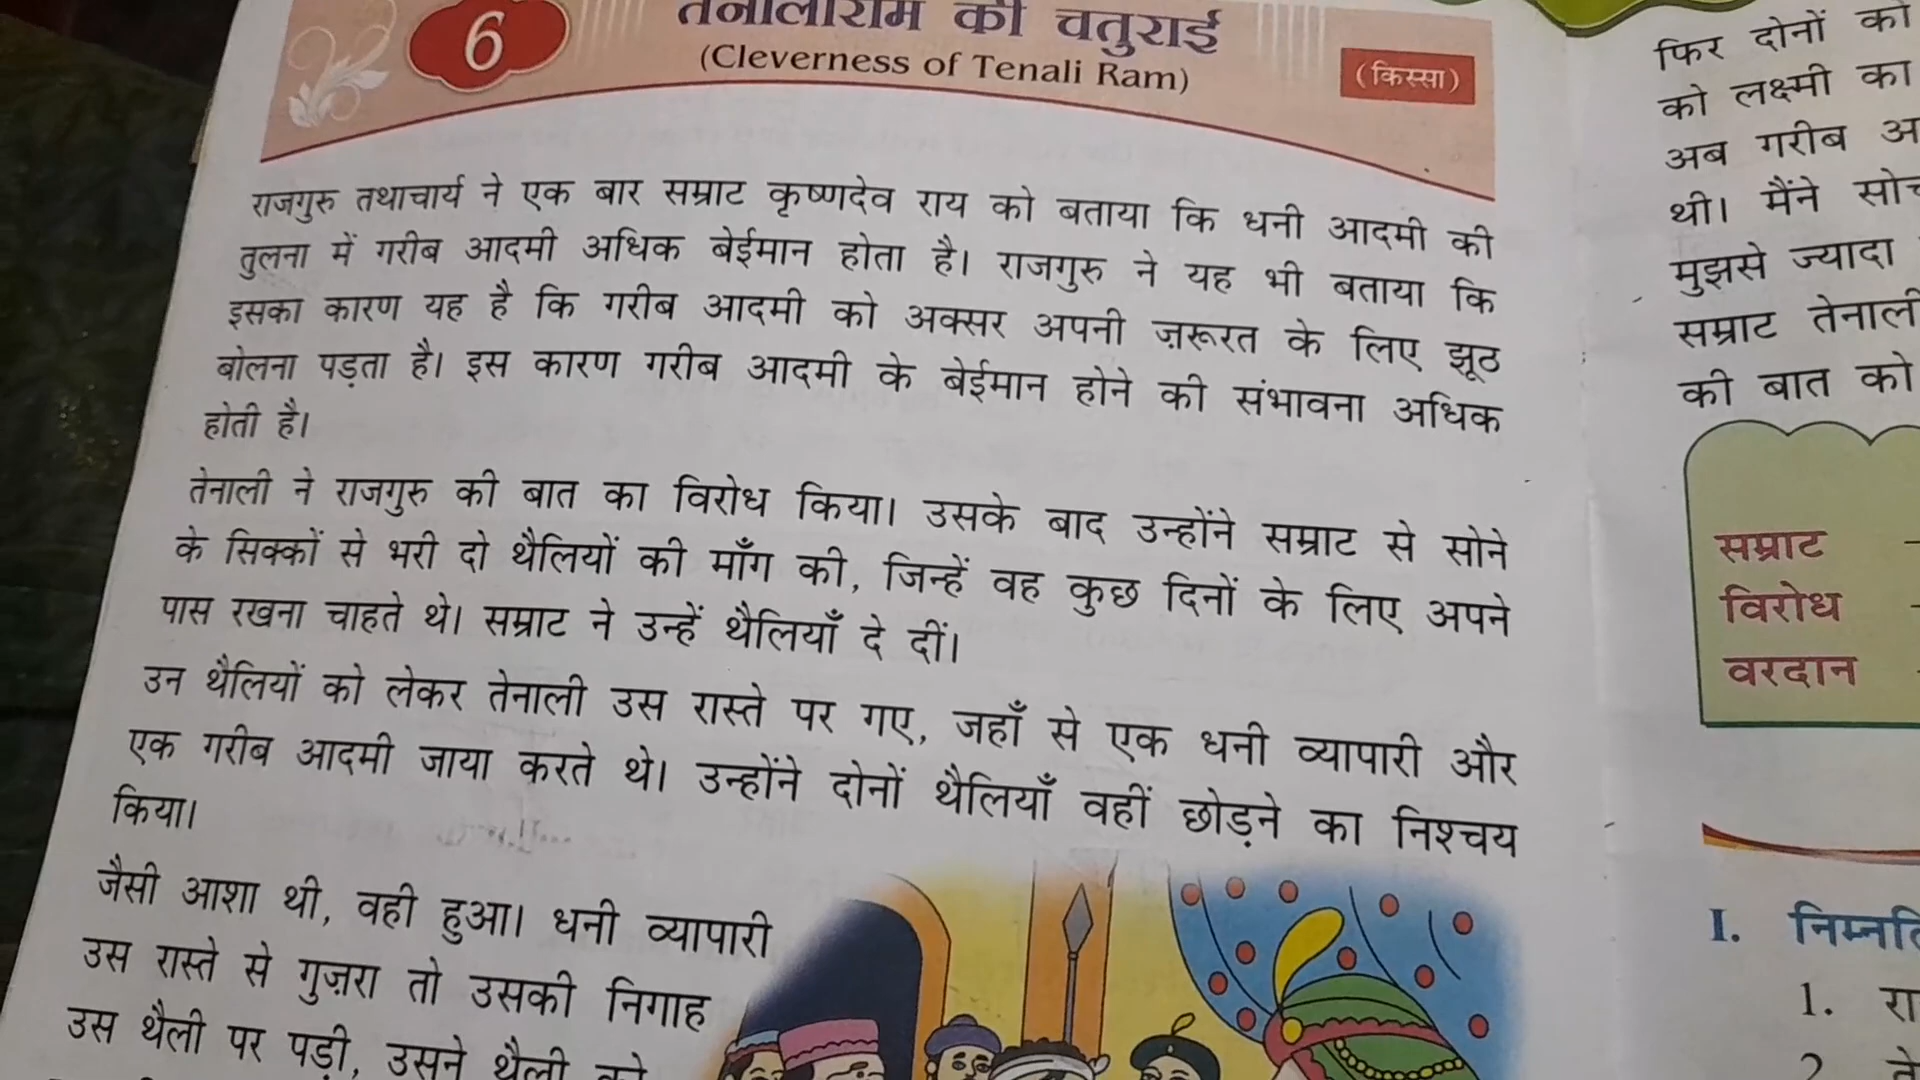 6
तेनालीराम की चतुराई
(Cleverness of Tenali Ram)
(किस्सा)
राजगुरु तथाचार्य ने एक बार सम्राट कृष्णदेव राय को बताया कि धनी आदमी की
तुलना में गरीब आदमी अधिक बेईमान होता है। राजगुरु ने यह भी बताया कि
इसका कारण यह है कि गरीब आदमी को अक्सर अपनी ज़रूरत के लिए झूठ
बोलना पड़ता है। इस कारण गरीब आदमी के बेईमान होने की संभावना अधिक
होती है।
तेनाली ने राजगुरु की बात का विरोध किया। उसके बाद उन्होंने सम्राट से सोने
के सिक्कों से भरी दो थैलियों की माँग की, जिन्हें वह कुछ दिनों के लिए अपने
पास रखना चाहते थे। सम्राट ने उन्हें थैलियाँ दे दीं।
उन थैलियों को लेकर तेनाली उस रास्ते पर गए, जहाँ से एक धनी व्यापारी और
एक गरीब आदमी जाया करते थे। उन्होंने दोनों थैलियाँ वहीं छोड़ने का निश्चय
किया।
जैसी आशा थी, वही हुआ। धनी व्यापारी
उस रास्ते से गुज़रा तो उसकी निगाह
उस थैली पर पड़ी, उसने थैली को
फिर दोनों को
को लक्ष्मी का
अब गरीब
थी। मैंने
मुझसे ज्यादा
सम्राट
की बात को
सम्राट
विरोध
वरदान
I.
1.
2